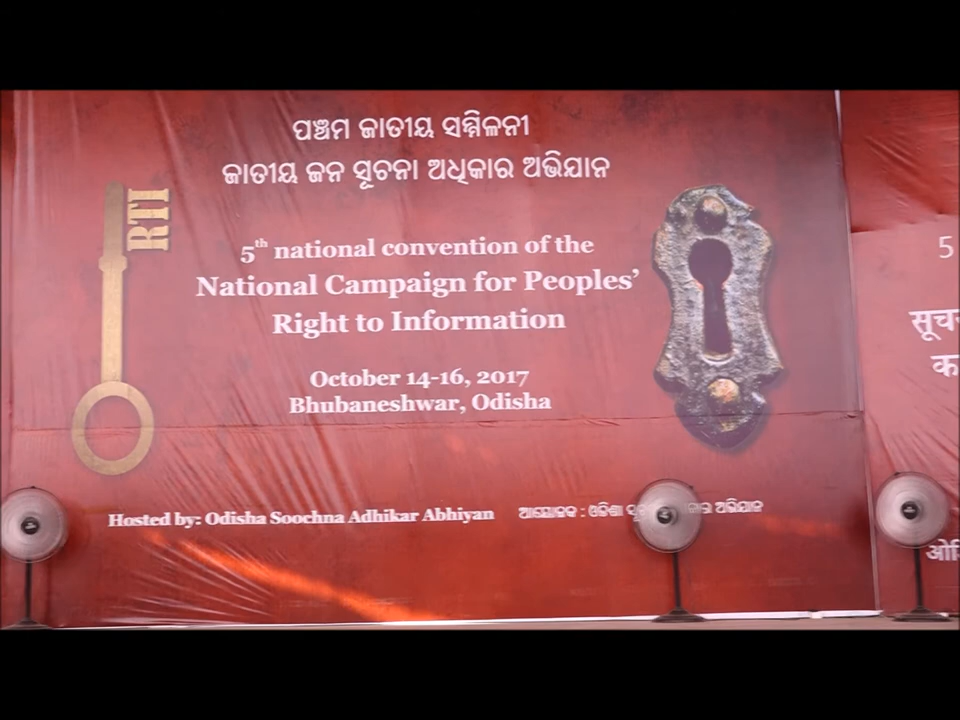 ପଞ୍ଚମ ଜାତୀୟ ସମ୍ମିଳନୀ
ଜାତୀୟ ଜନ ସୂଚନା ଅଧିକାର ଅଭିଯାନ
RTI
5th national convention of the
National Campaign for Peoples'
Right to Information
October 14-16, 2017
Bhubaneshwar, Odisha
Hosted by: Odisha Soochna Adhikar Abhiyan
ଆୟୋଜକ : ଓଡିଶା ଅଭିଯାନ
5